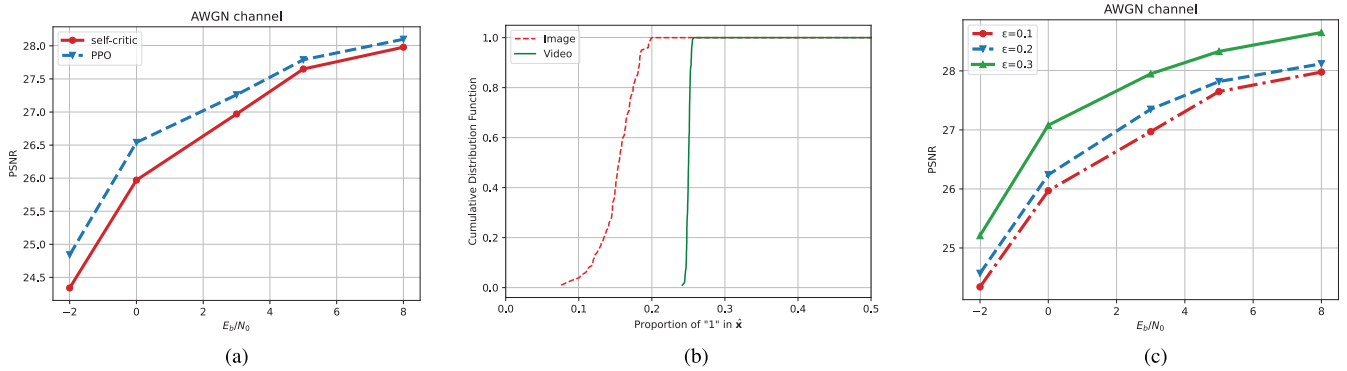 AWGN channel
self-critic
PPO
28.0
27.5
27.0
26.5
26.0
25.5
25.0
24.5
PSNR
−2 0 2 4 6 8
E_b/N_0
(a)
Image
Video
1.0
0.8
0.6
0.4
0.2
0.0
Cumulative Distribution Function
0.0 0.1 0.2 0.3 0.4 0.5
Proportion of "1" in x̂
(b)
AWGN channel
ε=0.1
ε=0.2
ε=0.3
28
27
26
25
PSNR
−2 0 2 4 6 8
E_b/N_0
(c)